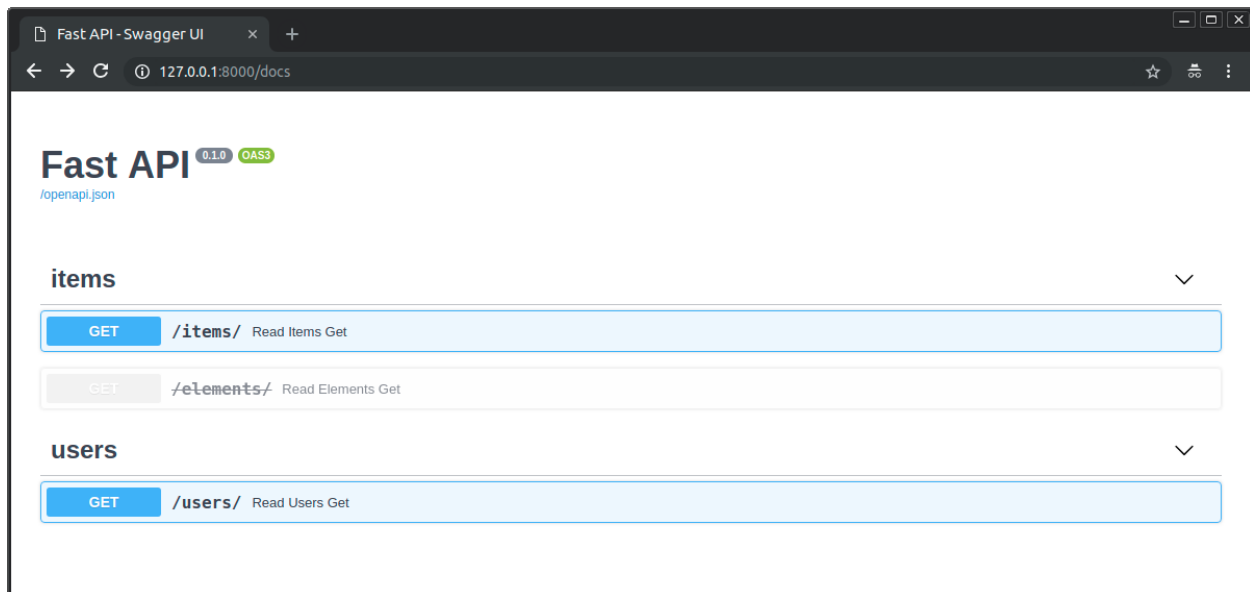 Fast API - Swagger UI
127.0.0.1:8000/docs
Fast API 0.1.0 OAS3
/openapi.json
items
GET /items/ Read Items Get
GET /elements/ Read Elements Get
users
GET /users/ Read Users Get